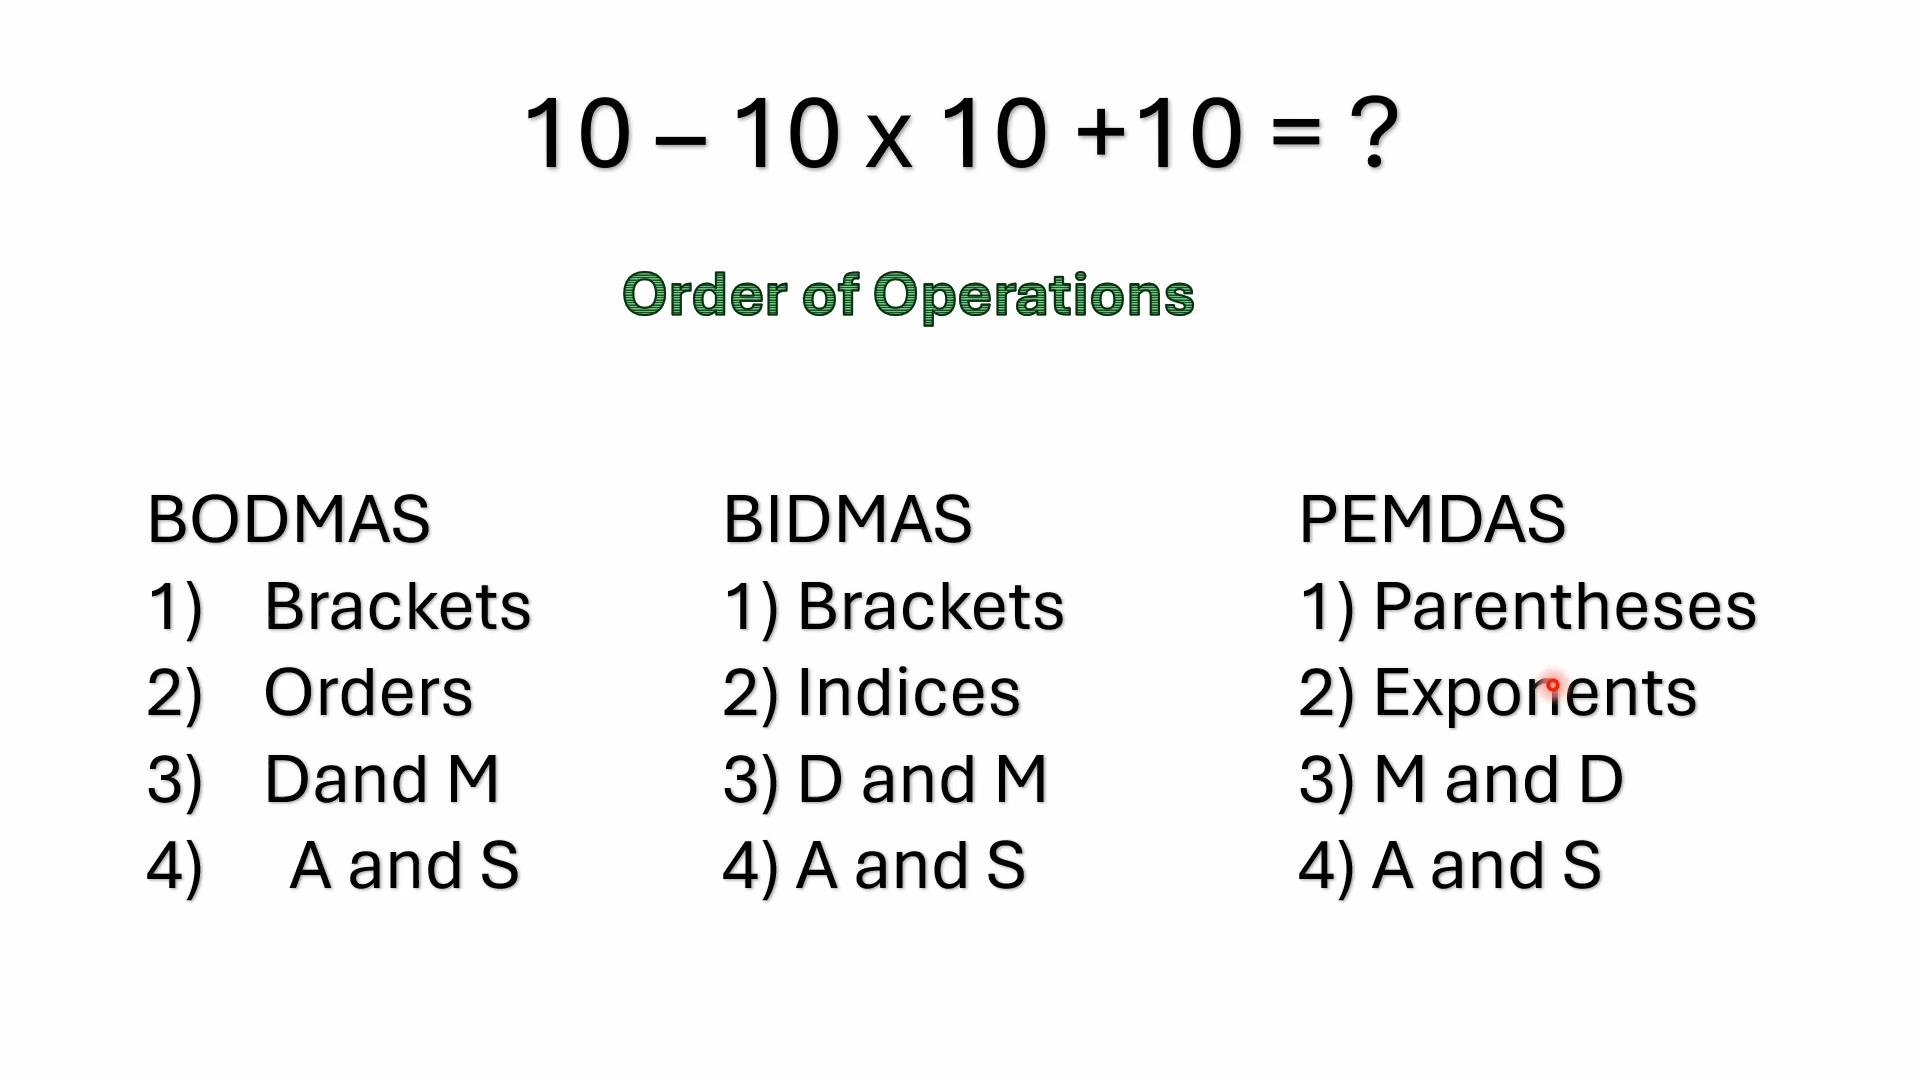 10 – 10 x 10 +10 = ?
Order of Operations
BODMAS
1) Brackets
2) Orders
3) Dand M
4) A and S
BIDMAS
1) Brackets
2) Indices
3) D and M
4) A and S
PEMDAS
1) Parentheses
2) Exponents
3) M and D
4) A and S